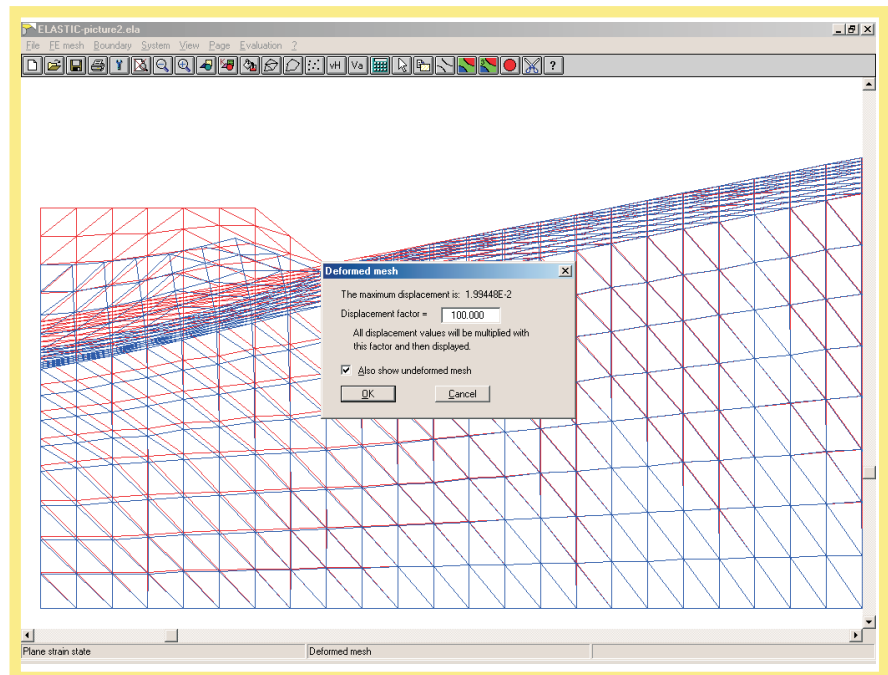 ELASTIC-picture2.ela
File FE mesh Boundary System View Page Evaluation ?
vH Va ?
Deformed mesh
The maximum displacement is: 1.99448E-2
Displacement factor = 100.000
All displacement values will be multiplied with
this factor and then displayed.
Also show undeformed mesh
OK Cancel
Plane strain state Deformed mesh